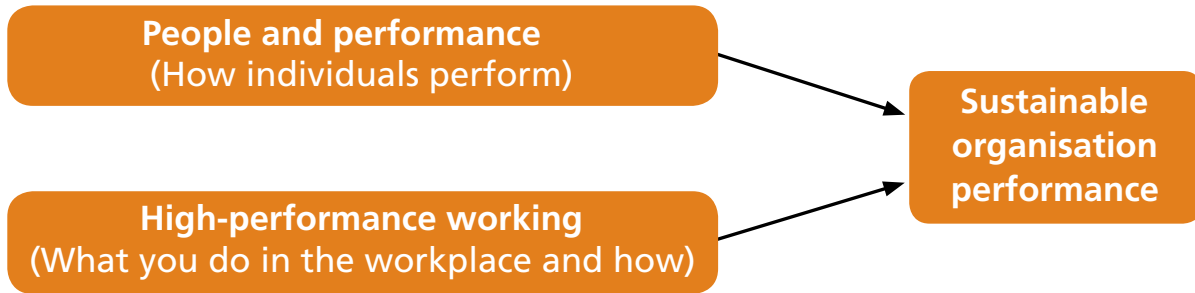 People and performance
(How individuals perform)
High-performance working
(What you do in the workplace and how)
Sustainable
organisation
performance